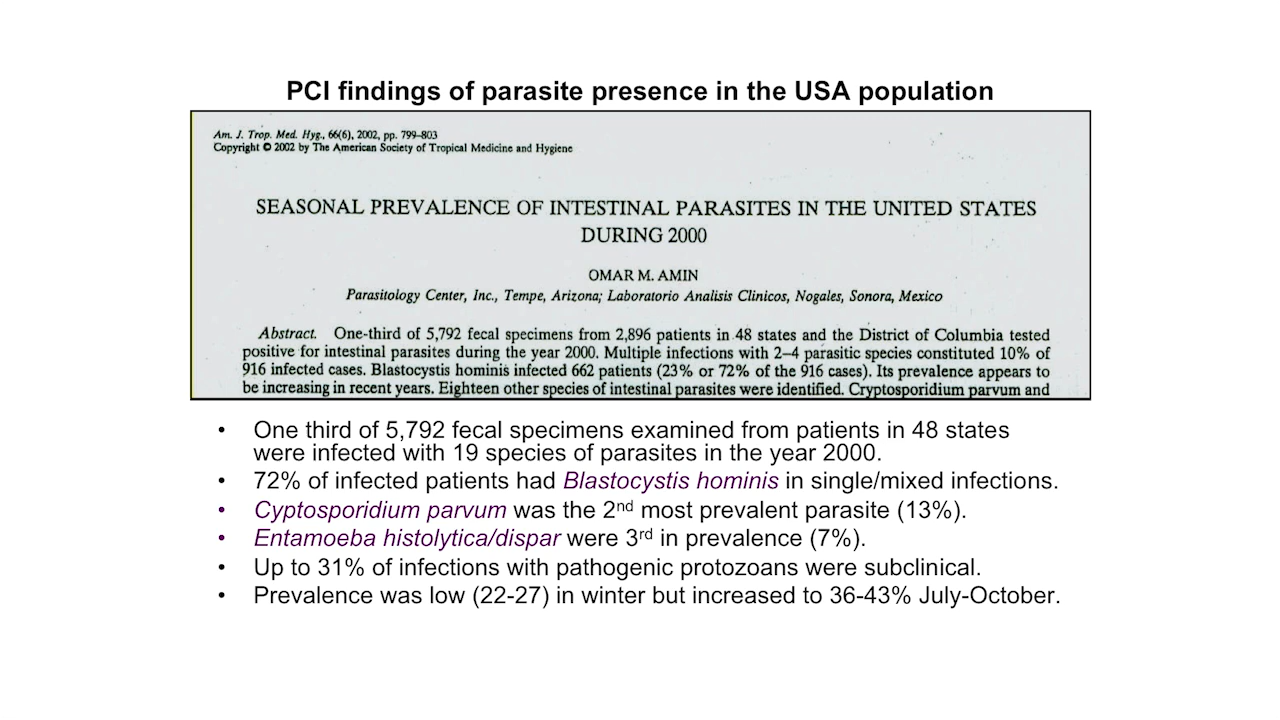 PCI findings of parasite presence in the USA population
Am. J. Trop. Med. Hyg., 66(6), 2002, pp. 799–803
Copyright © 2002 by The American Society of Tropical Medicine and Hygiene
SEASONAL PREVALENCE OF INTESTINAL PARASITES IN THE UNITED STATES
DURING 2000
OMAR M. AMIN
Parasitology Center, Inc., Tempe, Arizona; Laboratorio Analisis Clinicos, Nogales, Sonora, Mexico
Abstract. One-third of 5,792 fecal specimens from 2,896 patients in 48 states and the District of Columbia tested
positive for intestinal parasites during the year 2000. Multiple infections with 2–4 parasitic species constituted 10% of
916 infected cases. Blastocystis hominis infected 662 patients (23% or 72% of the 916 cases). Its prevalence appears to
be increasing in recent years. Eighteen other species of intestinal parasites were identified. Cryptosporidium parvum and
• One third of 5,792 fecal specimens examined from patients in 48 states
were infected with 19 species of parasites in the year 2000.
• 72% of infected patients had Blastocystis hominis in single/mixed infections.
• Cyptosporidium parvum was the 2nd most prevalent parasite (13%).
• Entamoeba histolytica/dispar were 3rd in prevalence (7%).
• Up to 31% of infections with pathogenic protozoans were subclinical.
• Prevalence was low (22-27) in winter but increased to 36-43% July-October.